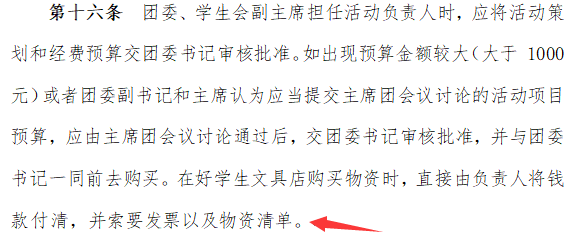 第十六条 团委、学生会副主席担任活动负责人时，应将活动策
划和经费预算交团委书记审核批准。如出现预算金额较大（大于 1000
元）或者团委副书记和主席认为应当提交主席团会议讨论的活动项目
预算，应由主席团会议讨论通过后，交团委书记审核批准，并与团委
书记一同前去购买。在好学生文具店购买物资时，直接由负责人将钱
款付清，并索要发票以及物资清单。